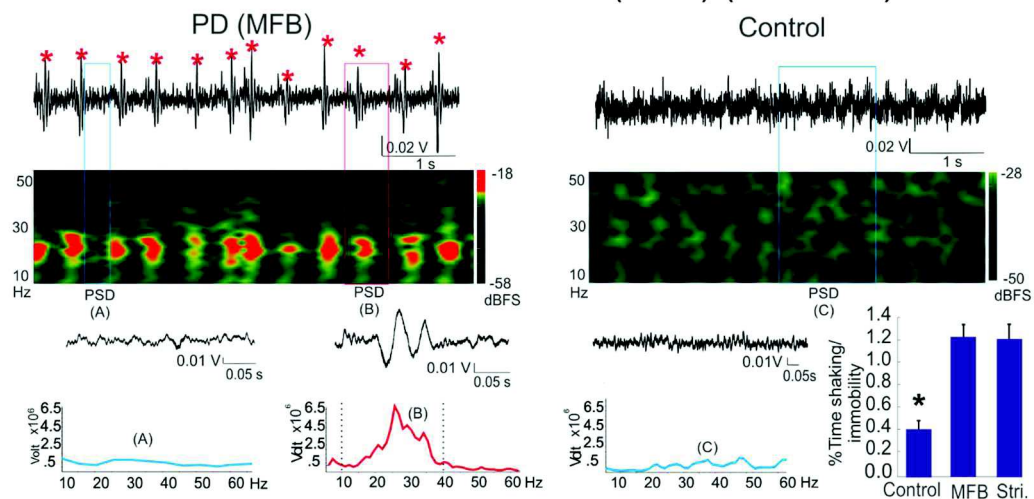 PD (MFB)
Control
* * * * * * * * * * * *
0.02 V
1 s
0.02 V
1 s
50
30
10
Hz
-18
-58
dBFS
50
30
10
Hz
-28
-50
dBFS
PSD
(A)
PSD
(B)
PSD
(C)
0.01 V
0.05 s
0.01 V
0.05 s
0.01V
.05s
Volt x10⁶
6.5
4.5
2.5
.5
(A)
10 20 30 40 50 60 Hz
Volt x10⁶
6.5
4.5
2.5
.5
(B)
10 20 30 40 50 60 Hz
Volt x10⁶
6.5
4.5
2.5
.5
(C)
10 20 30 40 50 60 Hz
%Time shaking/
immobility
1.4
1.2
1.0
0.8
0.6
0.4
0.2
0.0
*
Control MFB Stri.